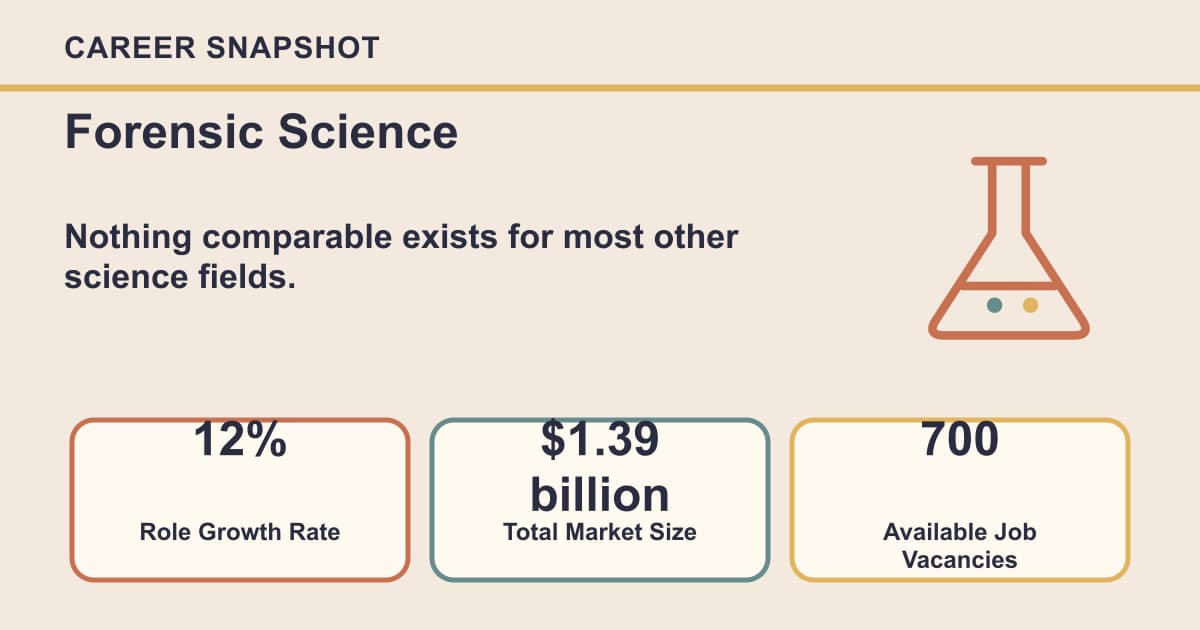 CAREER SNAPSHOT
Forensic Science
Nothing comparable exists for most other
science fields.
12%
Role Growth Rate
$1.39
billion
Total Market Size
700
Available Job
Vacancies